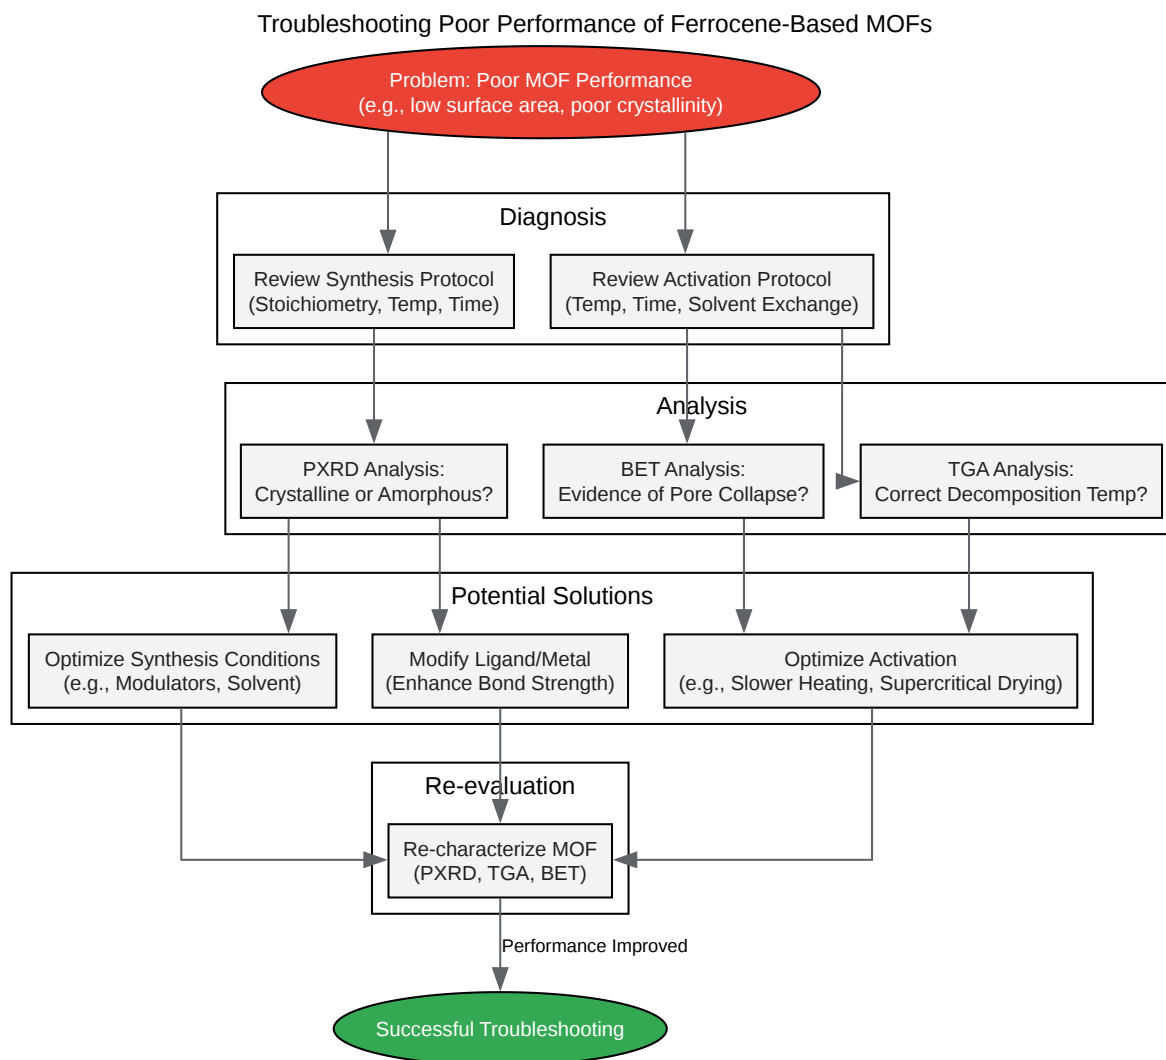 Troubleshooting Poor Performance of Ferrocene-Based MOFs
Problem: Poor MOF Performance
(e.g., low surface area, poor crystallinity)
Diagnosis
Review Synthesis Protocol
(Stoichiometry, Temp, Time)
Review Activation Protocol
(Temp, Time, Solvent Exchange)
Analysis
PXRD Analysis:
Crystalline or Amorphous?
BET Analysis:
Evidence of Pore Collapse?
TGA Analysis:
Correct Decomposition Temp?
Potential Solutions
Optimize Synthesis Conditions
(e.g., Modulators, Solvent)
Modify Ligand/Metal
(Enhance Bond Strength)
Optimize Activation
(e.g., Slower Heating, Supercritical Drying)
Re-evaluation
Re-characterize MOF
(PXRD, TGA, BET)
Performance Improved
Successful Troubleshooting